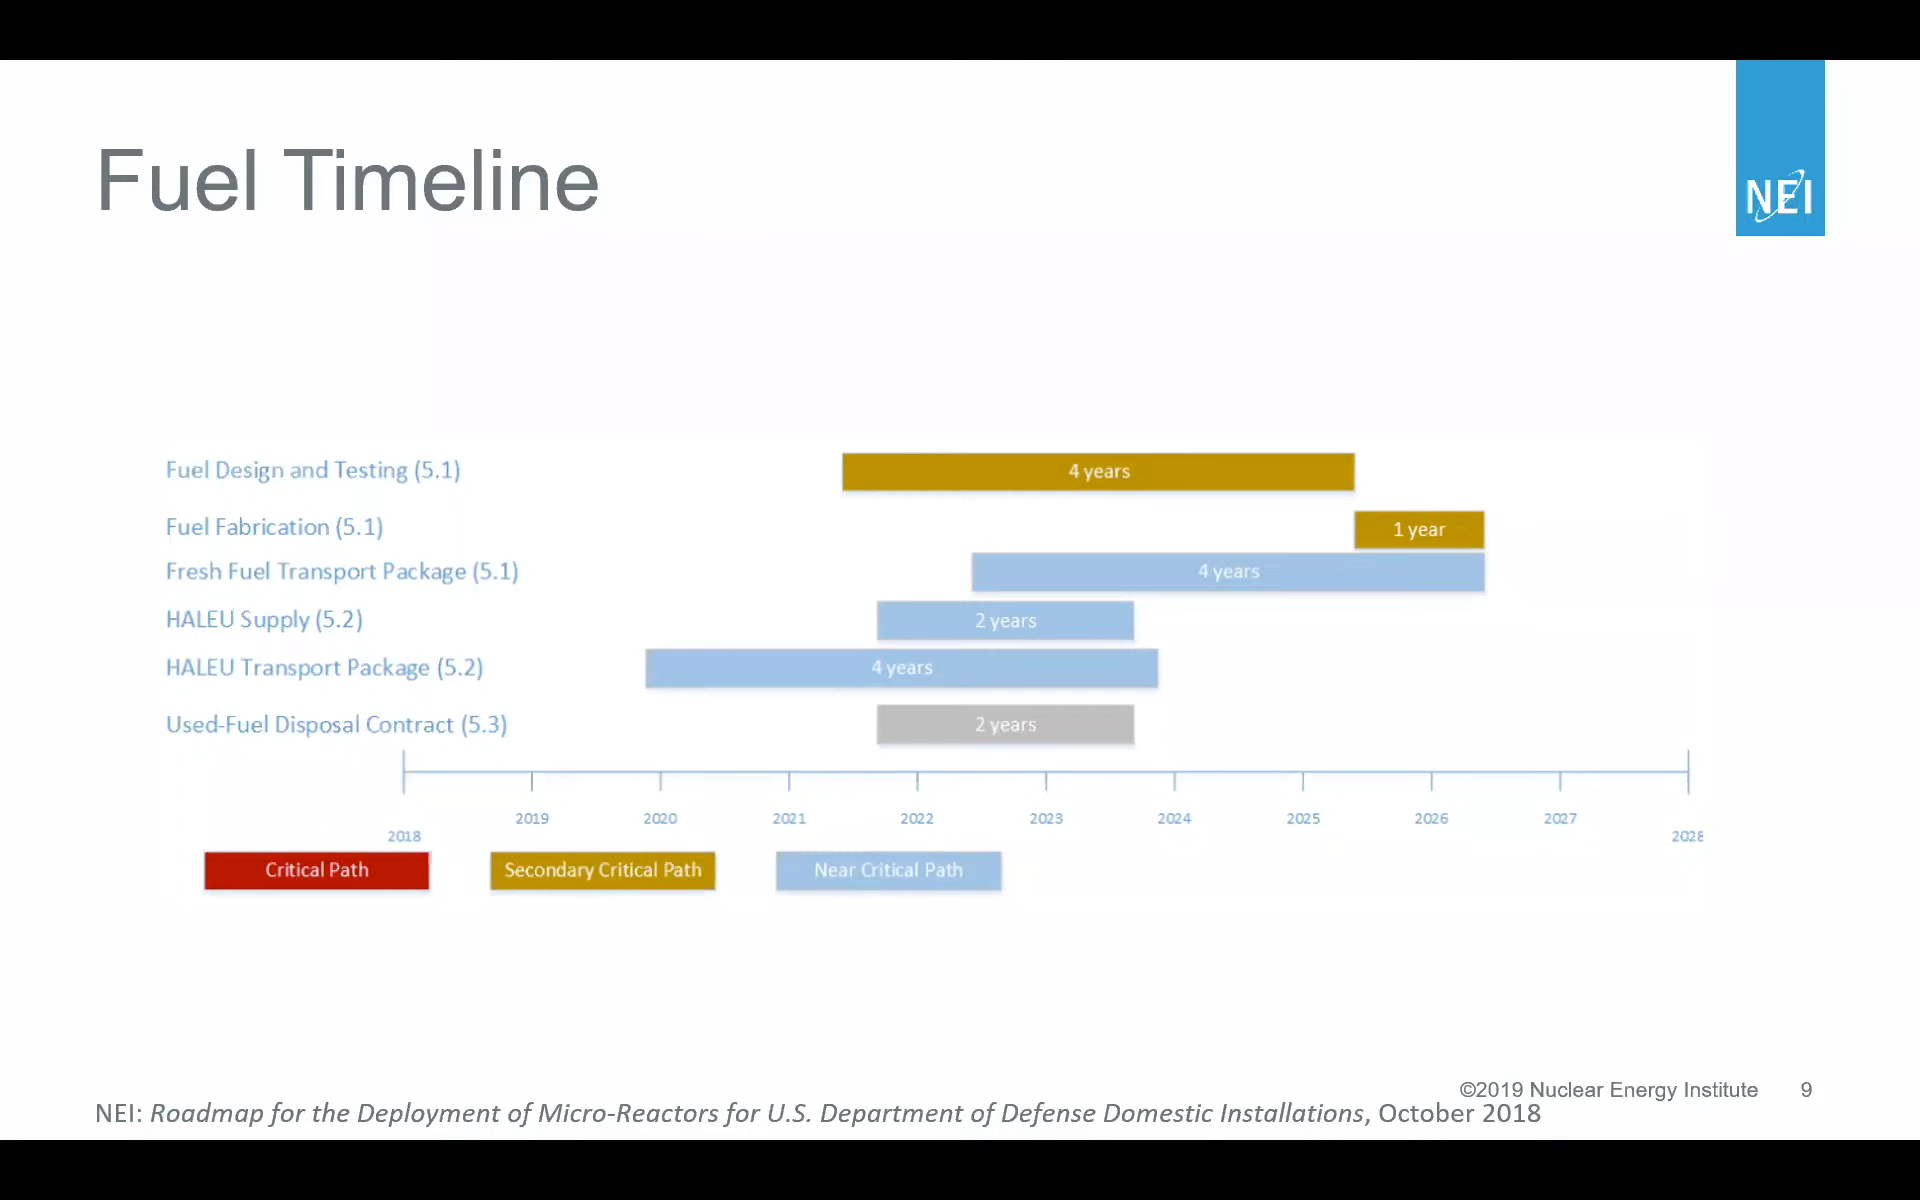 Fuel Timeline
NEI
Fuel Design and Testing (5.1)
4 years
Fuel Fabrication (5.1)
1 year
Fresh Fuel Transport Package (5.1)
4 years
HALEU Supply (5.2)
2 years
HALEU Transport Package (5.2)
4 years
Used-Fuel Disposal Contract (5.3)
2 years
2018
2019
2020
2021
2022
2023
2024
2025
2026
2027
2028
Critical Path
Secondary Critical Path
Near Critical Path
©2019 Nuclear Energy Institute
9
NEI: Roadmap for the Deployment of Micro-Reactors for U.S. Department of Defense Domestic Installations, October 2018